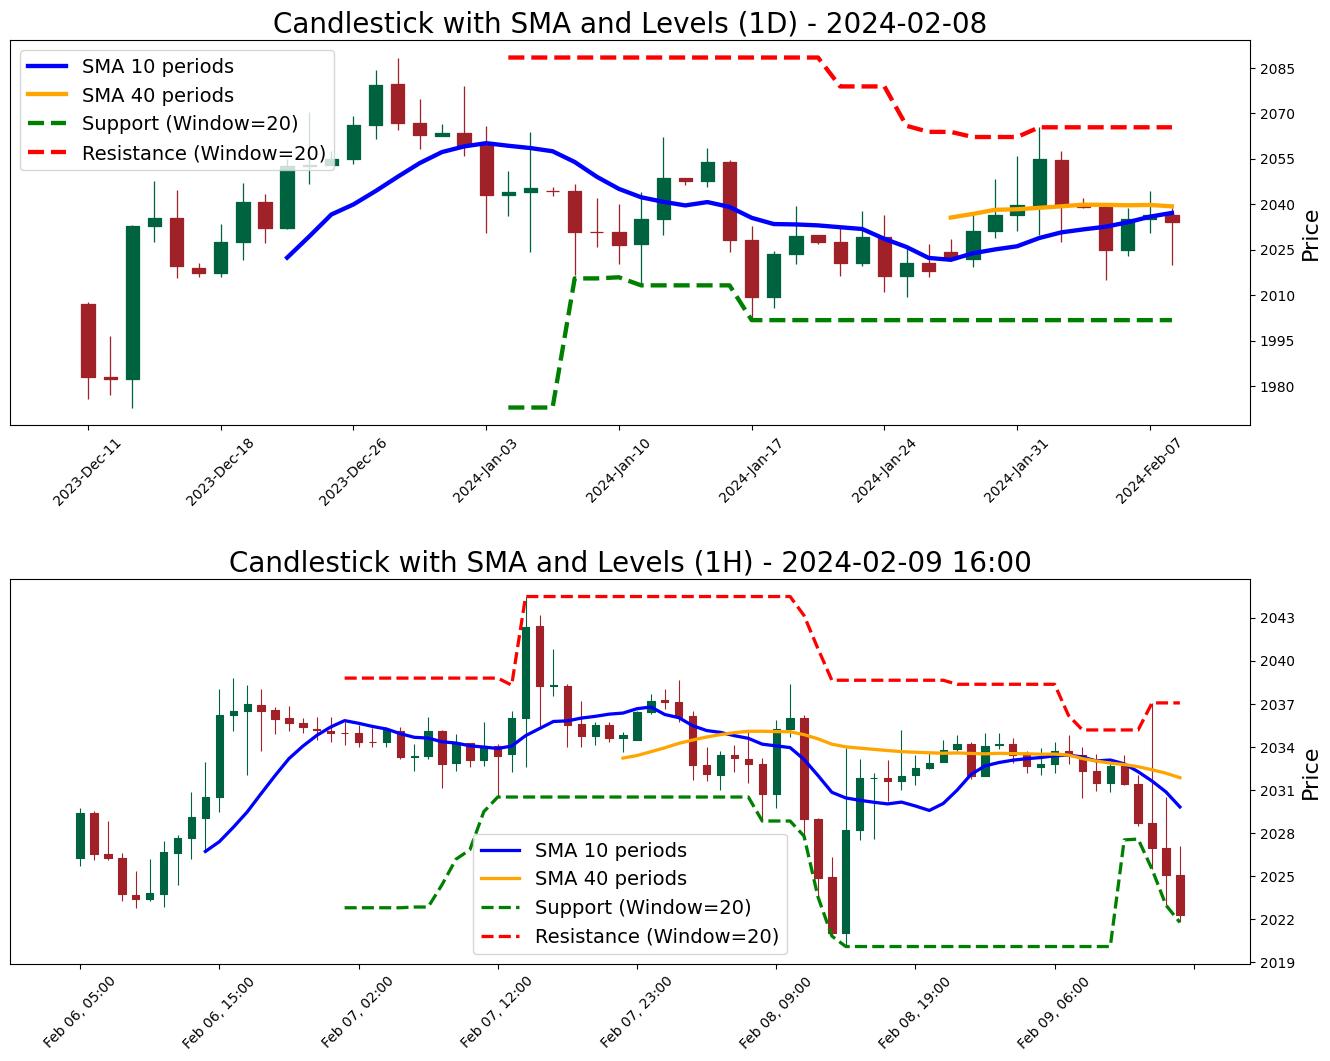 Candlestick with SMA and Levels (1D) - 2024-02-08
SMA 10 periods
SMA 40 periods
Support (Window=20)
Resistance (Window=20)
2085
2070
2055
2040
2025
2010
1995
1980
Price
2023-Dec-11
2023-Dec-18
2023-Dec-26
2024-Jan-03
2024-Jan-10
2024-Jan-17
2024-Jan-24
2024-Jan-31
2024-Feb-07
Candlestick with SMA and Levels (1H) - 2024-02-09 16:00
2043
2040
2037
2034
2031
2028
2025
2022
2019
Price
SMA 10 periods
SMA 40 periods
Support (Window=20)
Resistance (Window=20)
Feb 06, 05:00
Feb 06, 15:00
Feb 07, 02:00
Feb 07, 12:00
Feb 07, 23:00
Feb 08, 09:00
Feb 08, 19:00
Feb 09, 06:00